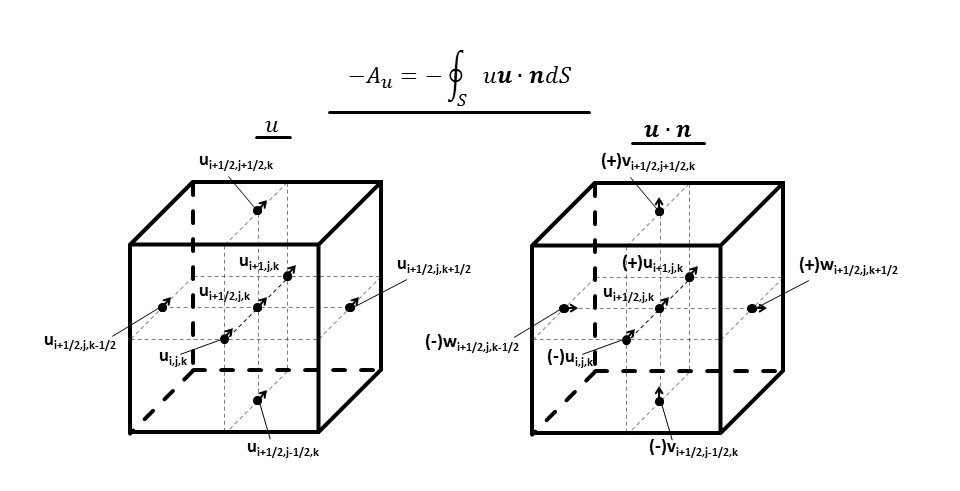 −A_u = − ∮_S u𝒖 · 𝒏dS
u
u_{i+1/2,j+1/2,k}
u_{i+1,j,k}
u_{i+1/2,j,k+1/2}
u_{i+1/2,j,k}
u_{i+1/2,j,k-1/2}
u_{i,j,k}
u_{i+1/2,j-1/2,k}
𝒖 · 𝒏
(+)v_{i+1/2,j+1/2,k}
(+)u_{i+1,j,k}
(+)w_{i+1/2,j,k+1/2}
u_{i+1/2,j,k}
(-)w_{i+1/2,j,k-1/2}
(-)u_{i,j,k}
(-)v_{i+1/2,j-1/2,k}